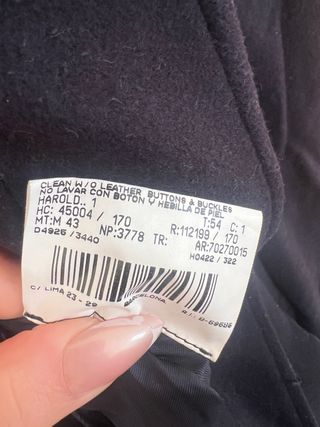 CLEAN W/O LEATHER BUTTONS & BUCKLES
NO LAVAR CON BOTON Y HEBILLA DE PIEL
HAROLD.. 1 T:54 C:1
HC: 45004 / 170 R:112199 / 170
MT:M 43 NP:3778 TR: AR:70270015
D4926 /3440 H0422 / 322
C/ LIMA 23 - 29 BARCELONA